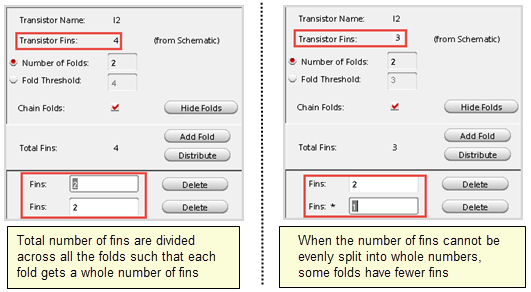 Transistor Name: I2
Transistor Fins: 4 (from Schematic)
Number of Folds: 2
Fold Threshold: 4
Chain Folds: Hide Folds
Add Fold
Total Fins: 4
Distribute
Fins: 2 Delete
Fins: 2 Delete
Total number of fins are divided
across all the folds such that each
fold gets a whole number of fins
Transistor Name: I2
Transistor Fins: 3 (from Schematic)
Number of Folds: 2
Fold Threshold: 3
Chain Folds: Hide Folds
Add Fold
Total Fins: 3
Distribute
Fins: 2 Delete
Fins: * 1 Delete
When the number of fins cannot be
evenly split into whole numbers,
some folds have fewer fins